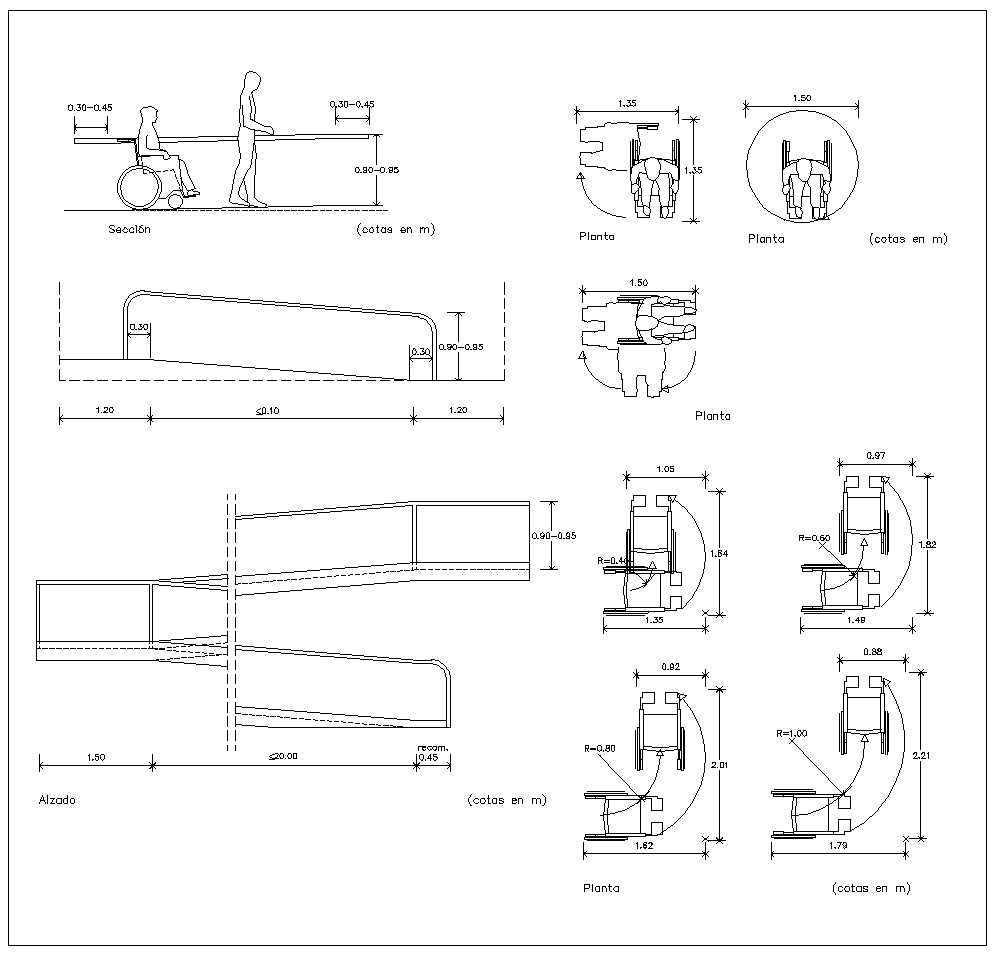 0.30-0.45
0.30-0.45
0.90-0.95
Sección
(cotas en m)
1.35
1.35
Planta
1.50
Planta
(cotas en m)
0.30
0.30
0.90-0.95
1.20
≤0.10
1.20
1.50
Planta
0.90-0.95
1.50
≤20.00
recom.
0.45
Alzado
(cotas en m)
1.05
R=0.46
1.64
1.35
0.97
R=0.60
1.82
1.49
0.92
R=0.80
2.01
1.62
0.88
R=1.00
2.21
1.79
Planta
(cotas en m)